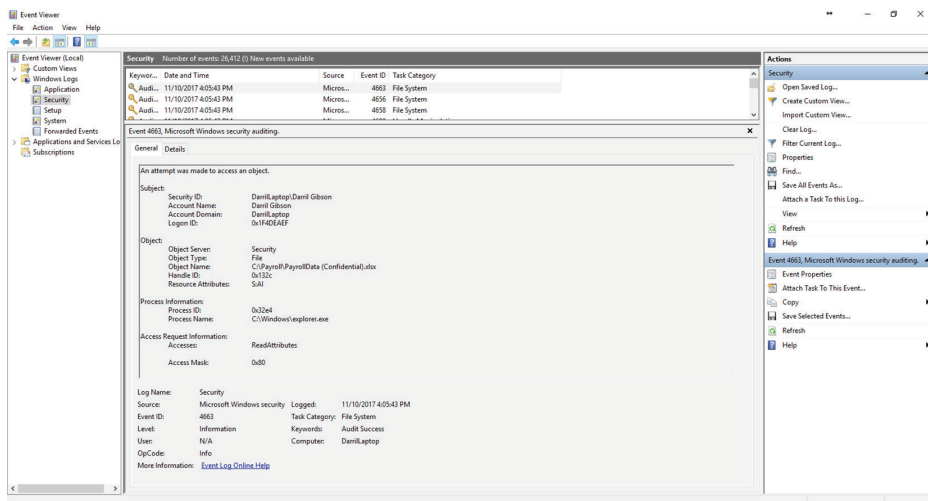 Event Viewer
File Action View Help
Event Viewer (Local)
Custom Views
Windows Logs
Application
Security
Setup
System
Forwarded Events
Applications and Services Lo
Subscriptions
Security Number of events: 26,412 (!) New events available
Keywor... Date and Time Source Event ID Task Category
Audi... 11/10/2017 4:05:43 PM Micros... 4663 File System
Audi... 11/10/2017 4:05:43 PM Micros... 4656 File System
Audi... 11/10/2017 4:05:43 PM Micros... 4658 File System
Event 4663, Microsoft Windows security auditing.
General Details
An attempt was made to access an object.
Subject:
Security ID: DarrilLaptop\Darril Gibson
Account Name: Darril Gibson
Account Domain: DarrilLaptop
Logon ID: 0x1F4DEAEF
Object:
Object Server: Security
Object Type: File
Object Name: C:\Payroll\PayrollData (Confidential).xlsx
Handle ID: 0x132c
Resource Attributes: S:AI
Process Information:
Process ID: 0x32e4
Process Name: C:\Windows\explorer.exe
Access Request Information:
Accesses: ReadAttributes
Access Mask: 0x80
Log Name: Security
Source: Microsoft Windows security Logged: 11/10/2017 4:05:43 PM
Event ID: 4663 Task Category: File System
Level: Information Keywords: Audit Success
User: N/A Computer: DarrilLaptop
OpCode: Info
More Information: Event Log Online Help
Actions
Security
Open Saved Log...
Create Custom View...
Import Custom View...
Clear Log...
Filter Current Log...
Properties
Find...
Save All Events As...
Attach a Task To this Log...
View
Refresh
Help
Event 4663, Microsoft Windows security auditing.
Event Properties
Attach Task To This Event...
Copy
Save Selected Events...
Refresh
Help